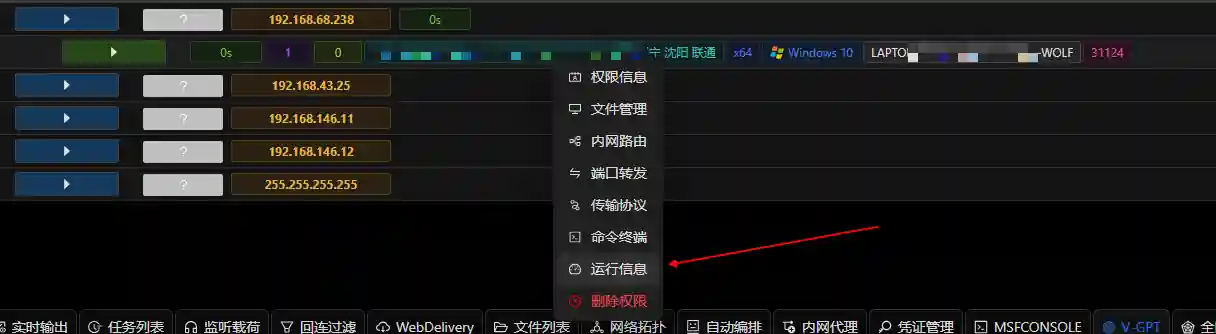 ? 192.168.68.238 0s
0s 1 0 沈阳 联通 x64 Windows 10 LAPTO WOLF 31124
权限信息
? 192.168.43.25
文件管理
? 192.168.146.11
内网路由
? 192.168.146.12
端口转发
? 255.255.255.255
传输协议
命令终端
运行信息
删除权限
实时输出 任务列表 监听载荷 回连过滤 WebDelivery 文件列表 网络拓扑 自动编排 内网代理 凭证管理 MSFCONSOLE V-GPT 全